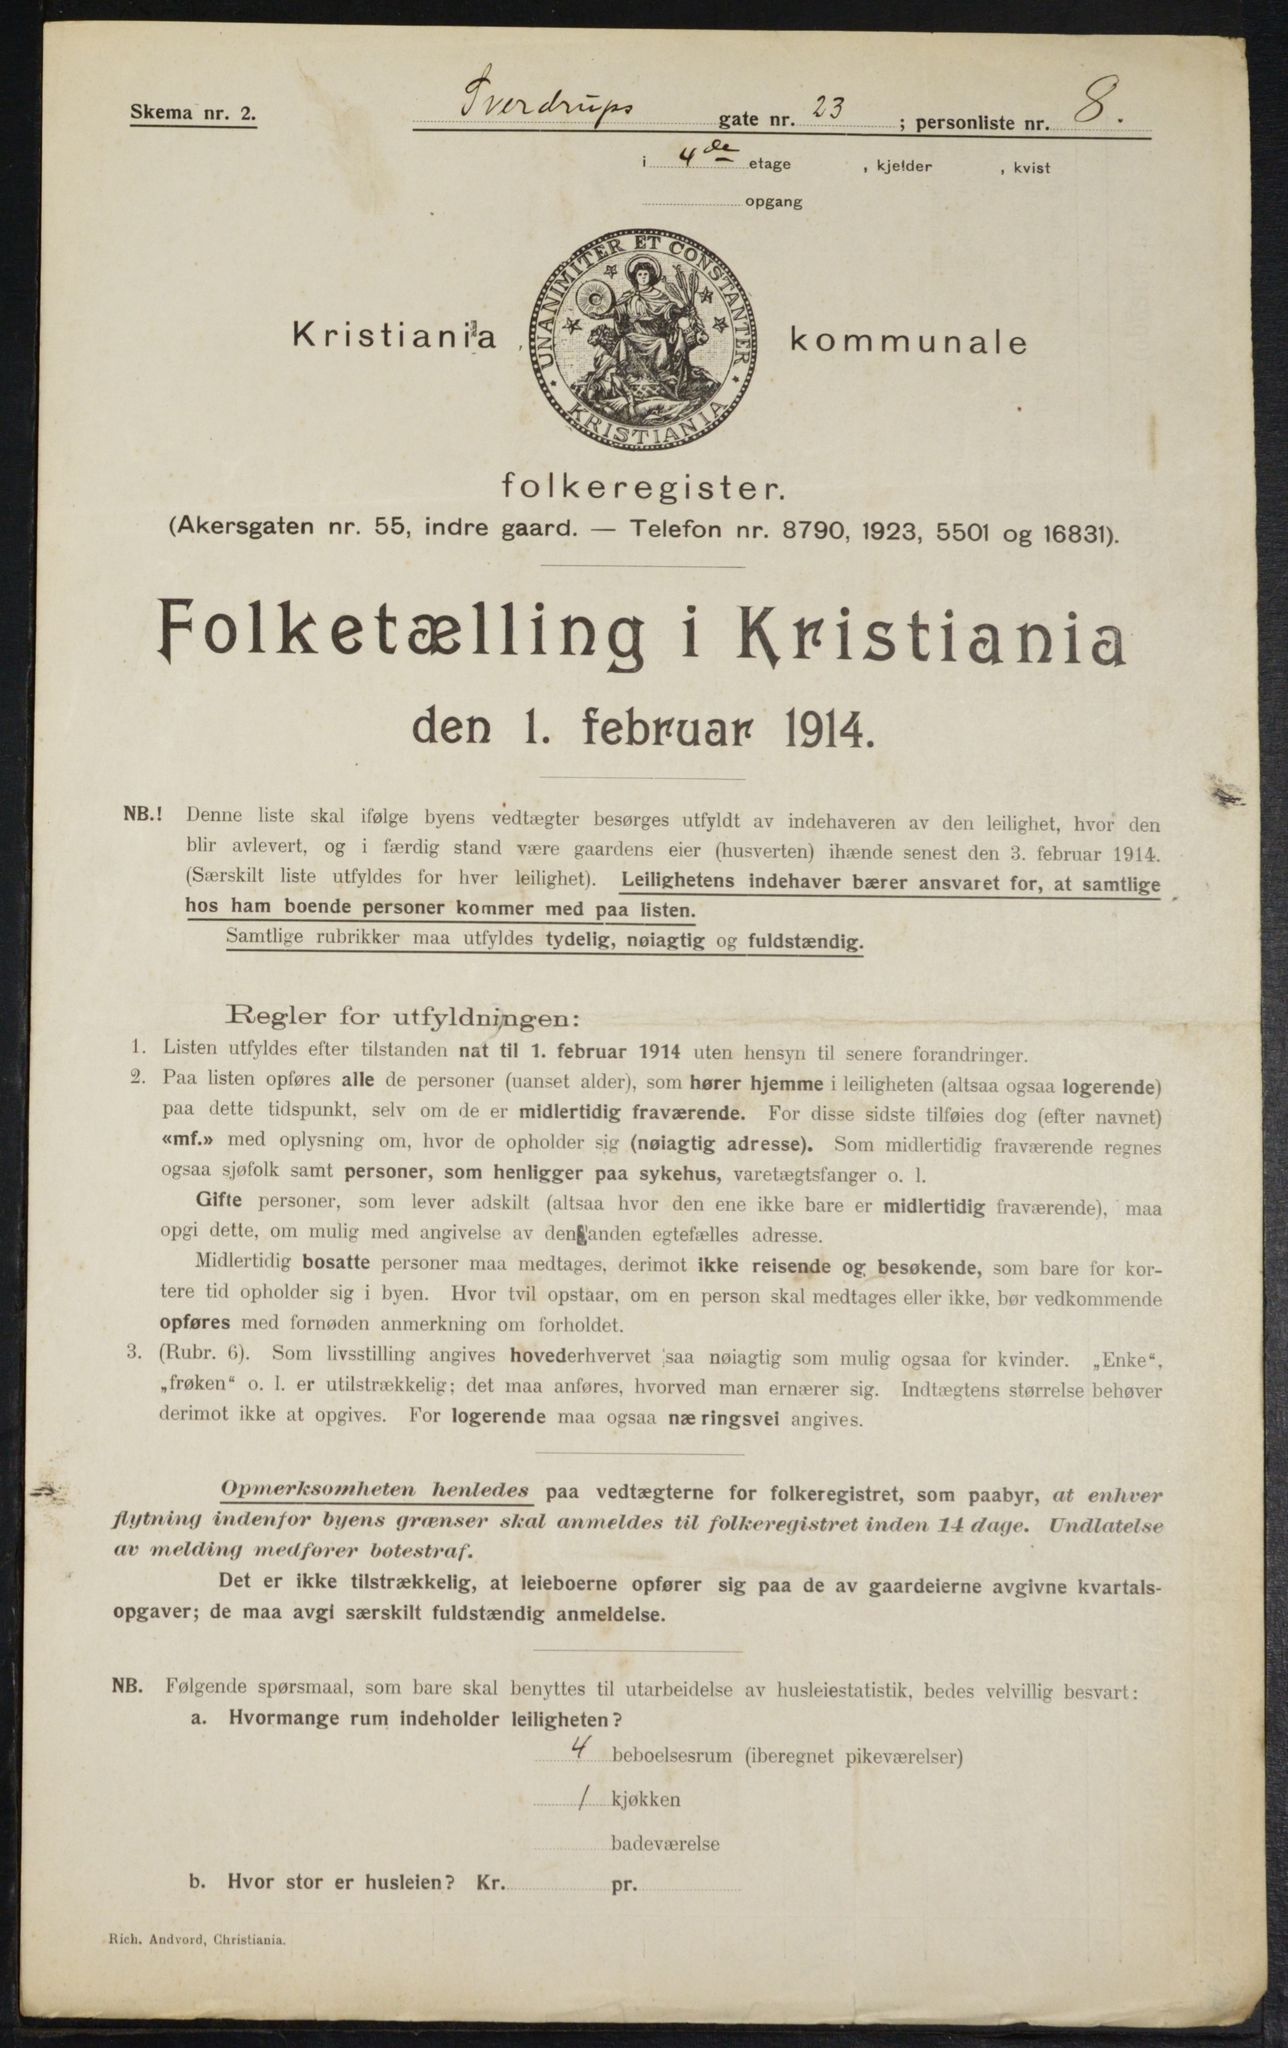 Skema nr. 2.
Sverdrups gate nr. 23 ; personliste nr. 8.
i 4de etage , kjelder , kvist
opgang
UNANIMITER ET CONSTANTER
KRISTIANIA
Kristiania kommunale
folkeregister.
(Akersgaten nr. 55, indre gaard. — Telefon nr. 8790, 1923, 5501 og 16831).
Folketælling i Kristiania
den 1. februar 1914.
NB.! Denne liste skal ifølge byens vedtægter besørges utfyldt av indehaveren av den leilighet, hvor den
blir avlevert, og i færdig stand være gaardens eier (husverten) ihænde senest den 3. februar 1914.
(Særskilt liste utfyldes for hver leilighet). Leilighetens indehaver bærer ansvaret for, at samtlige
hos ham boende personer kommer med paa listen.
Samtlige rubrikker maa utfyldes tydelig, nøiagtig og fuldstændig.
Regler for utfyldningen:
1. Listen utfyldes efter tilstanden nat til 1. februar 1914 uten hensyn til senere forandringer.
2. Paa listen opføres alle de personer (uanset alder), som hører hjemme i leiligheten (altsaa ogsaa logerende)
paa dette tidspunkt, selv om de er midlertidig fraværende. For disse sidste tilføies dog (efter navnet)
«mf.» med oplysning om, hvor de opholder sig (nøiagtig adresse). Som midlertidig fraværende regnes
ogsaa sjøfolk samt personer, som henligger paa sykehus, varetægtsfanger o. l.
Gifte personer, som lever adskilt (altsaa hvor den ene ikke bare er midlertidig fraværende), maa
opgi dette, om mulig med angivelse av den anden egtefælles adresse.
Midlertidig bosatte personer maa medtages, derimot ikke reisende og besøkende, som bare for kor-
tere tid opholder sig i byen. Hvor tvil opstaar, om en person skal medtages eller ikke, bør vedkommende
opføres med fornøden anmerkning om forholdet.
3. (Rubr. 6). Som livsstilling angives hovederhvervet saa nøiagtig som mulig ogsaa for kvinder. „Enke“,
„frøken“ o. l. er utilstrækkelig; det maa anføres, hvorved man ernærer sig. Indtægtens størrelse behøver
derimot ikke at opgives. For logerende maa ogsaa næringsvei angives.
Opmerksomheten henledes paa vedtægterne for folkeregistret, som paabyr, at enhver
flytning indenfor byens grænser skal anmeldes til folkeregistret inden 14 dage. Undlatelse
av melding medfører botestraf.
Det er ikke tilstrækkelig, at leieboerne opfører sig paa de av gaardeierne avgivne kvartals-
opgaver; de maa avgi særskilt fuldstændig anmeldelse.
NB. Følgende spørsmaal, som bare skal benyttes til utarbeidelse av husleiestatistik, bedes velvillig besvart:
a. Hvormange rum indeholder leiligheten?
4 beboelsesrum (iberegnet pikeværelser)
1 kjøkken
badeværelse
b. Hvor stor er husleien? Kr. pr.
Rich. Andvord, Christiania.